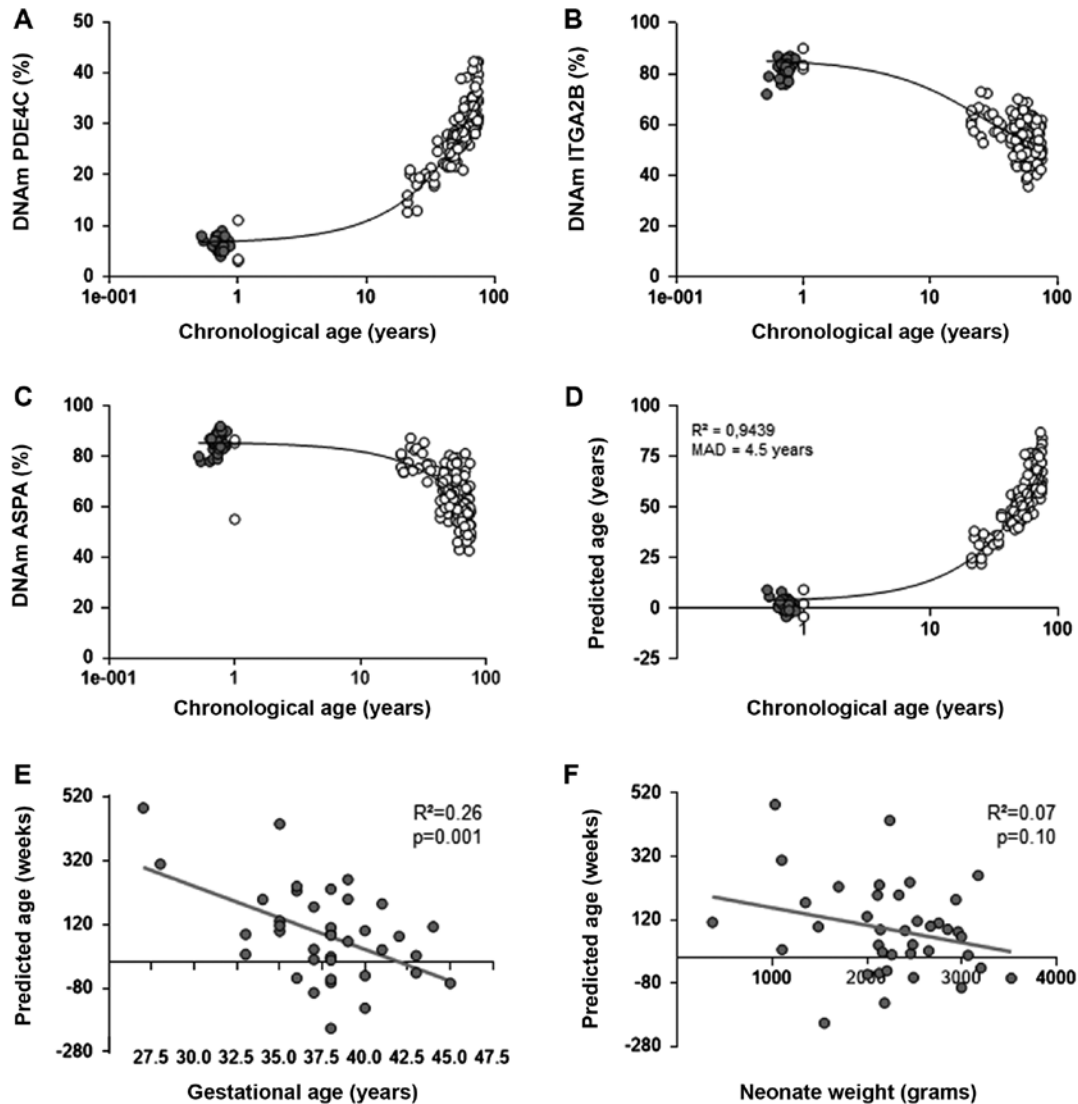 A
DNAm PDE4C (%)
50
40
30
20
10
0
1e-001
1
10
100
Chronological age (years)
B
DNAm ITGA2B (%)
100
80
60
40
20
0
1e-001
1
10
100
Chronological age (years)
C
DNAm ASPA (%)
100
80
60
40
20
0
1e-001
1
10
100
Chronological age (years)
D
Predicted age (years)
100
75
50
25
0
-25
R² = 0,9439
MAD = 4.5 years
1
10
100
Chronological age (years)
E
Predicted age (weeks)
520
320
120
-80
-280
R²=0.26
p=0.001
27.5 30.0 32.5 35.0 37.5 40.0 42.5 45.0 47.5
Gestational age (years)
F
Predicted age (weeks)
520
320
120
-80
-280
R²=0.07
p=0.10
1000 2000 3000 4000
Neonate weight (grams)